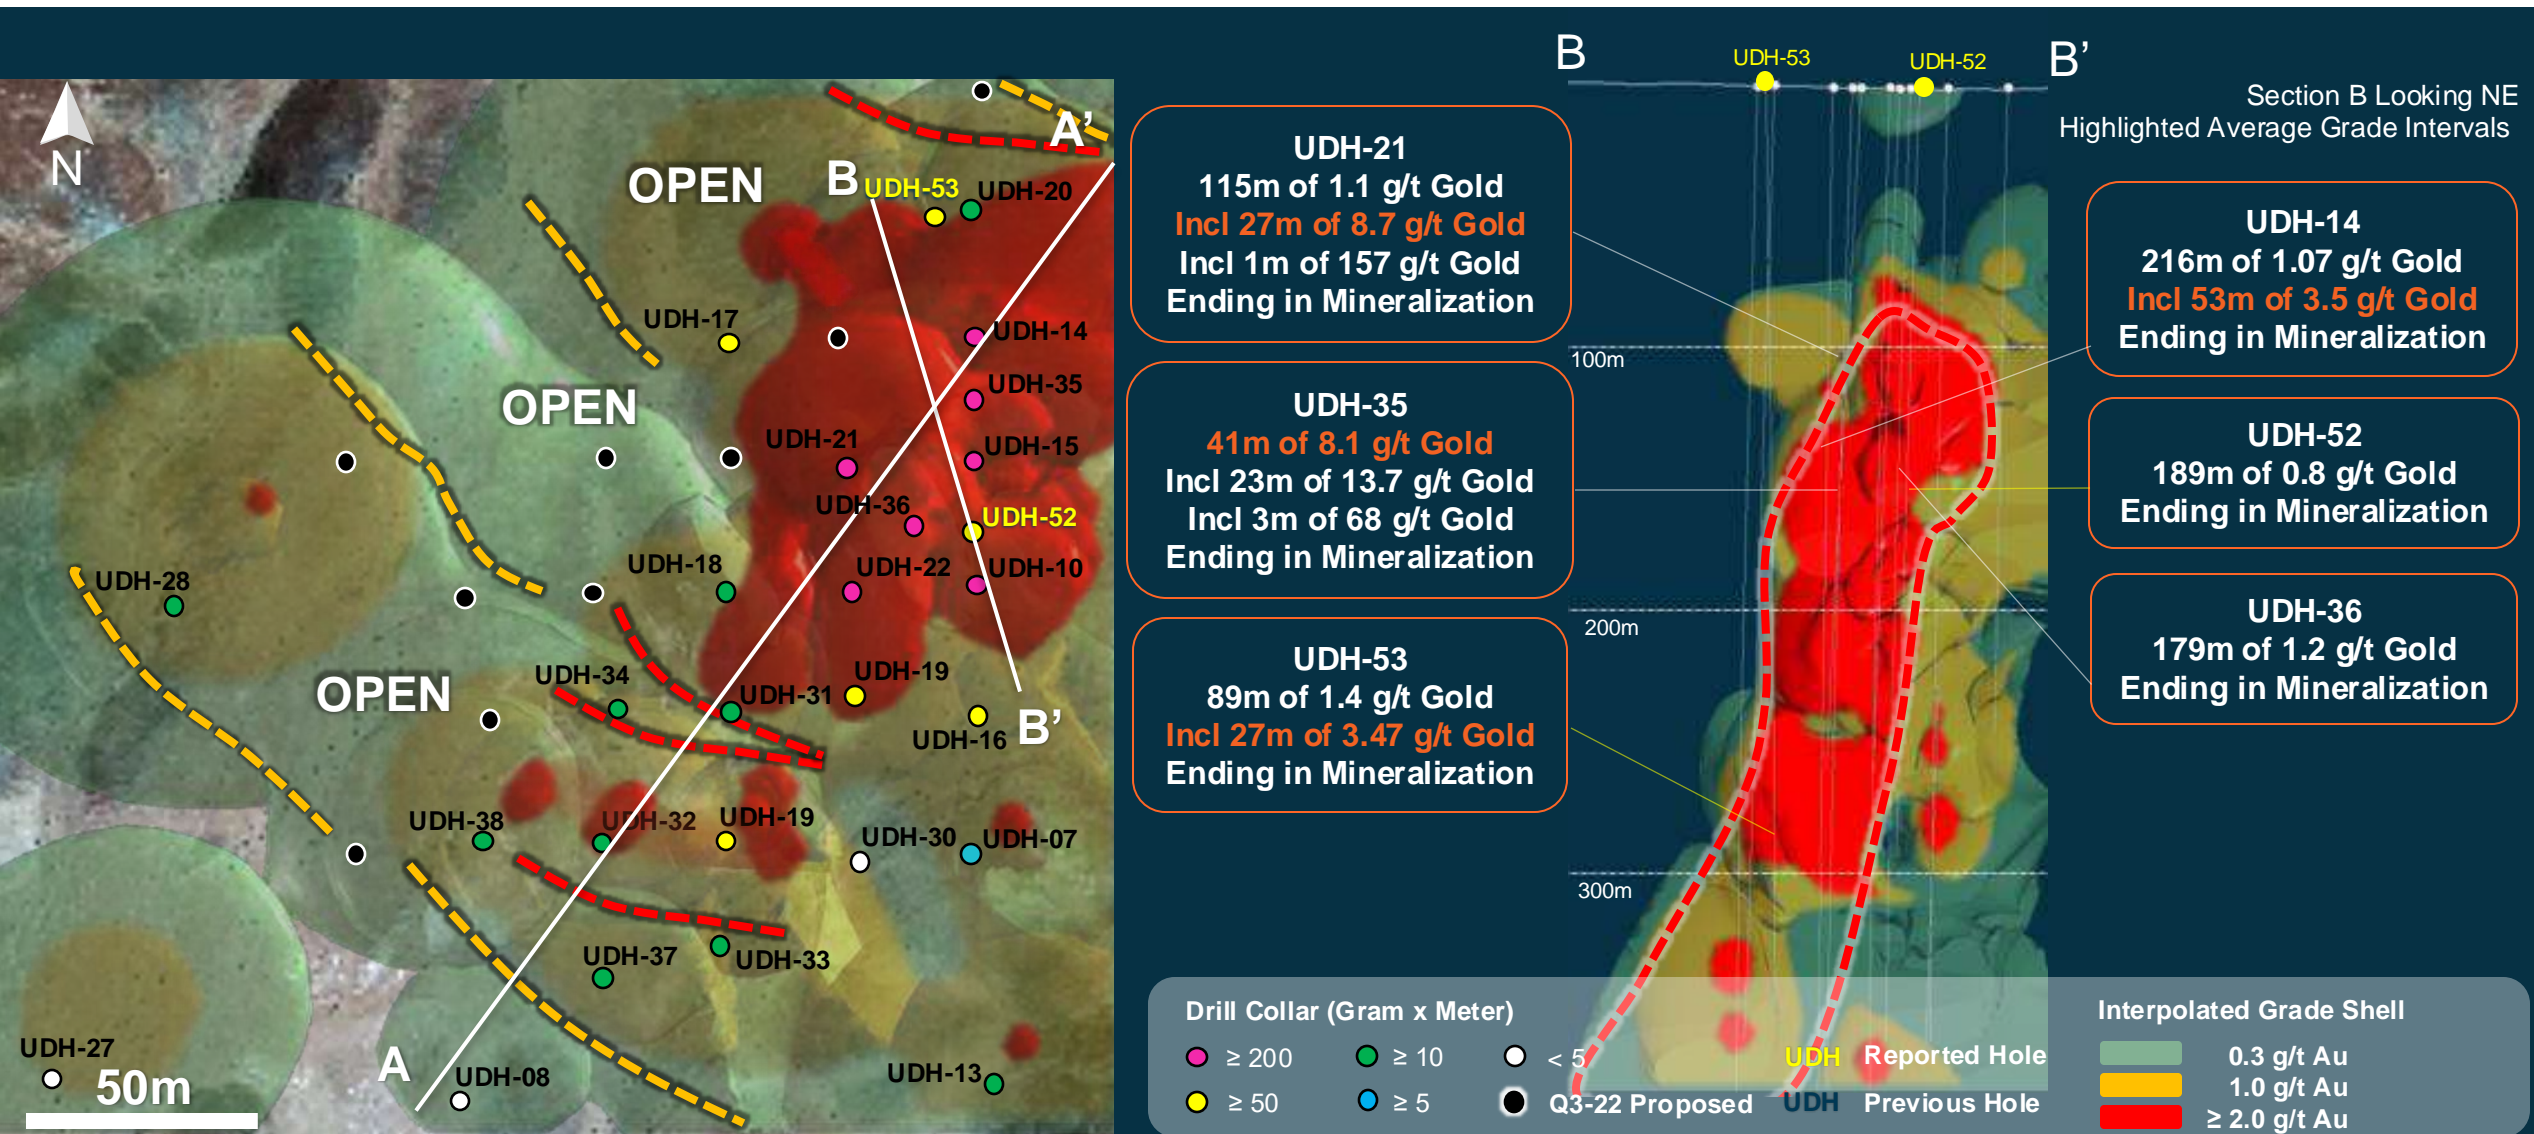 N
OPEN
A’
B
UDH-53
UDH-20
UDH-17
UDH-14
UDH-35
OPEN
UDH-21
UDH-15
UDH-36
UDH-52
UDH-18
UDH-22
UDH-10
UDH-28
OPEN
UDH-34
UDH-31
UDH-19
UDH-16
B’
UDH-38
UDH-32
UDH-19
UDH-30
UDH-07
UDH-37
UDH-33
UDH-27
50m
A
UDH-08
UDH-13
UDH-21
115m of 1.1 g/t Gold
Incl 27m of 8.7 g/t Gold
Incl 1m of 157 g/t Gold
Ending in Mineralization
UDH-35
41m of 8.1 g/t Gold
Incl 23m of 13.7 g/t Gold
Incl 3m of 68 g/t Gold
Ending in Mineralization
UDH-53
89m of 1.4 g/t Gold
Incl 27m of 3.47 g/t Gold
Ending in Mineralization
B
UDH-53
UDH-52
B’
100m
200m
300m
Section B Looking NE
Highlighted Average Grade Intervals
UDH-14
216m of 1.07 g/t Gold
Incl 53m of 3.5 g/t Gold
Ending in Mineralization
UDH-52
189m of 0.8 g/t Gold
Ending in Mineralization
UDH-36
179m of 1.2 g/t Gold
Ending in Mineralization
Drill Collar (Gram x Meter)
≥ 200
≥ 10
< 5
UDH Reported Hole
≥ 50
≥ 5
Q3-22 Proposed
UDH Previous Hole
Interpolated Grade Shell
0.3 g/t Au
1.0 g/t Au
≥ 2.0 g/t Au